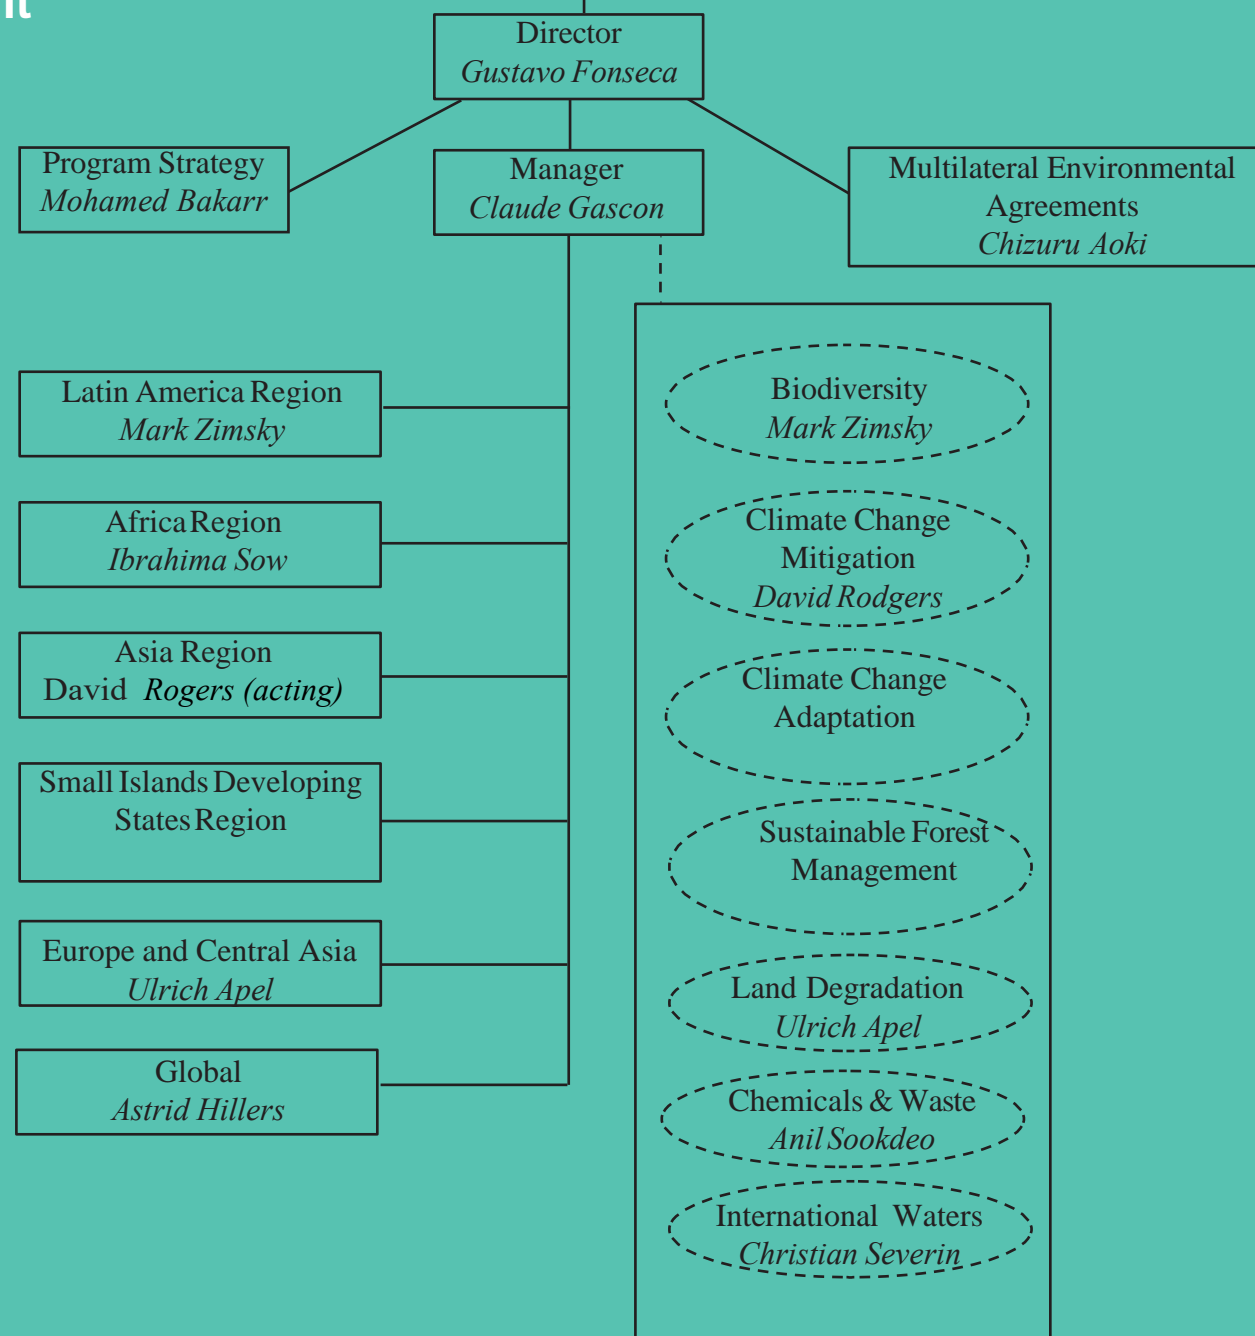 Director
Gustavo Fonseca
Program Strategy
Mohamed Bakarr
Manager
Claude Gascon
Multilateral Environmental
Agreements
Chizuru Aoki
Latin America Region
Mark Zimsky
Africa Region
Ibrahima Sow
Asia Region
David Rogers (acting)
Small Islands Developing
States Region
Europe and Central Asia
Ulrich Apel
Global
Astrid Hillers
Biodiversity
Mark Zimsky
Climate Change
Mitigation
David Rodgers
Climate Change
Adaptation
Sustainable Forest
Management
Land Degradation
Ulrich Apel
Chemicals & Waste
Anil Sookdeo
International Waters
Christian Severin